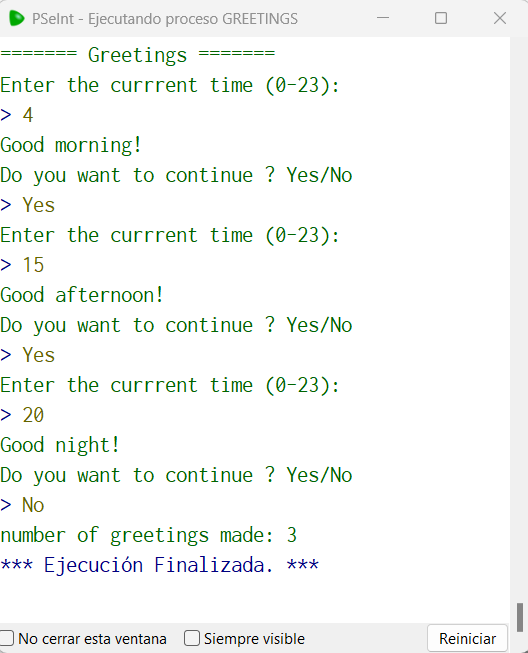 PSeInt - Ejecutando proceso GREETINGS
======= Greetings =======
Enter the currrent time (0-23):
> 4
Good morning!
Do you want to continue ? Yes/No
> Yes
Enter the currrent time (0-23):
> 15
Good afternoon!
Do you want to continue ? Yes/No
> Yes
Enter the currrent time (0-23):
> 20
Good night!
Do you want to continue ? Yes/No
> No
number of greetings made: 3
*** Ejecución Finalizada. ***
No cerrar esta ventana Siempre visible Reiniciar